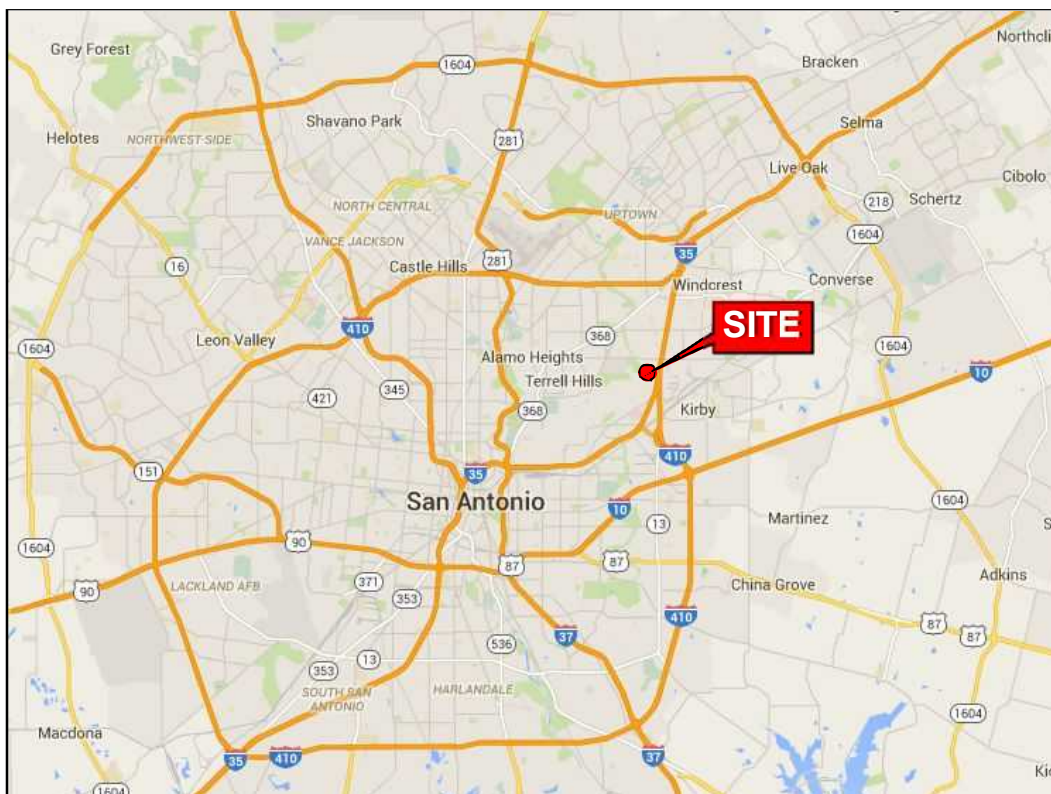 Northcli
Grey Forest
Bracken
1604
Shavano Park
Selma
Helotes
NORTHWEST-SIDE
281
Live Oak
Cibolo
218
Schertz
NORTH CENTRAL
UPTOWN
1604
VANCE JACKSON
281
35
16
Castle Hills
Converse
Windcrest
SITE
410
368
Leon Valley
1604
Alamo Heights
10
Terrell Hills
345
421
368
Kirby
410
151
35
San Antonio
10
1604
13
Martinez
1604
90
87
87
371
Adkins
LACKLAND AFB
China Grove
90
353
410
87
87
37
536
13
353
SOUTH SAN
ANTONIO
HARLANDALE
1604
Macdona
35
410
37
1604